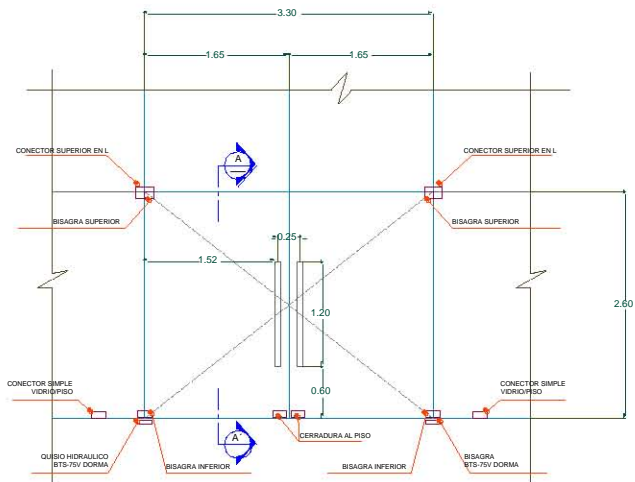 3.30
1.65
1.65
CONECTOR SUPERIOR EN L
A
CONECTOR SUPERIOR EN L
BISAGRA SUPERIOR
BISAGRA SUPERIOR
0.25
1.52
1.20
2.60
0.60
CONECTOR SIMPLE
VIDRIO/PISO
CONECTOR SIMPLE
VIDRIO/PISO
A'
CERRADURA AL PISO
QUISIO HIDRAULICO
BTS-75V DORMA
BISAGRA INFERIOR
BISAGRA INFERIOR
BISAGRA
BTS-75V DORMA